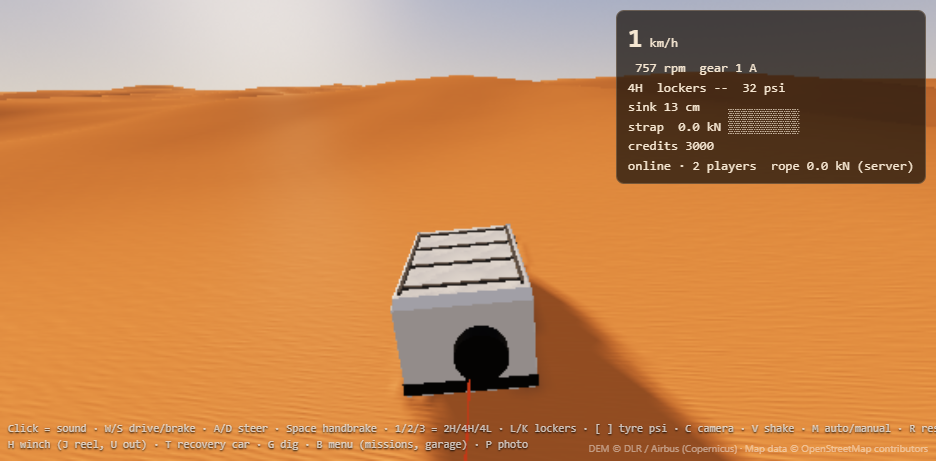 1 km/h
757 rpm gear 1 A
4H lockers -- 32 psi
sink 13 cm
strap 0.0 kN
credits 3000
online · 2 players rope 0.0 kN (server)
Click = sound · W/S drive/brake · A/D steer · Space handbrake · 1/2/3 = 2H/4H/4L · L/K lockers · [ ] tyre psi · C camera · V shake · M auto/manual · R res
H winch (J reel, U out) · T recovery car · G dig · B menu (missions, garage) · P photo
DEM © DLR / Airbus (Copernicus) · Map data © OpenStreetMap contributors